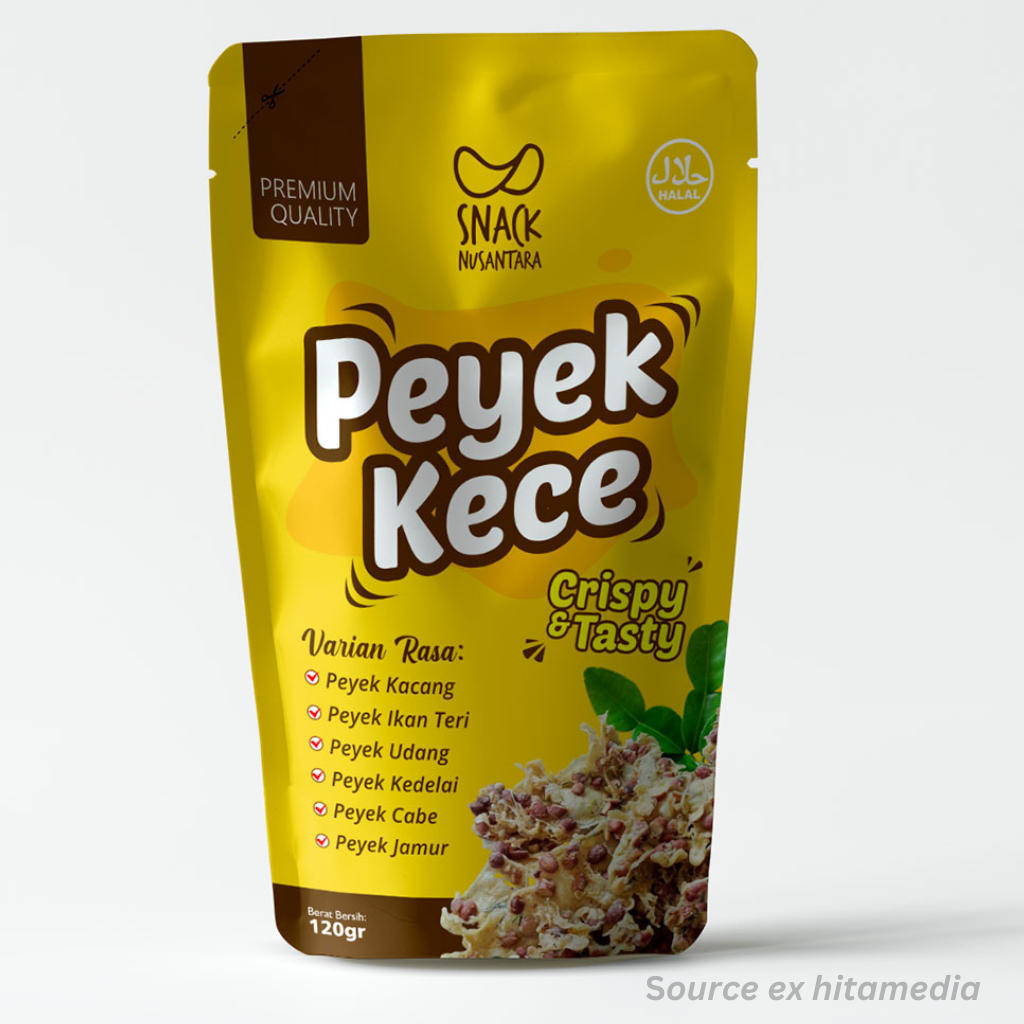 PREMIUM
QUALITY
SNACK
NUSANTARA
حلال
HALAL
Peyek
Kece
Crispy
&Tasty
Varian Rasa:
Peyek Kacang
Peyek Ikan Teri
Peyek Udang
Peyek Kedelai
Peyek Cabe
Peyek Jamur
Berat Bersih:
120gr
Source ex hitamedia